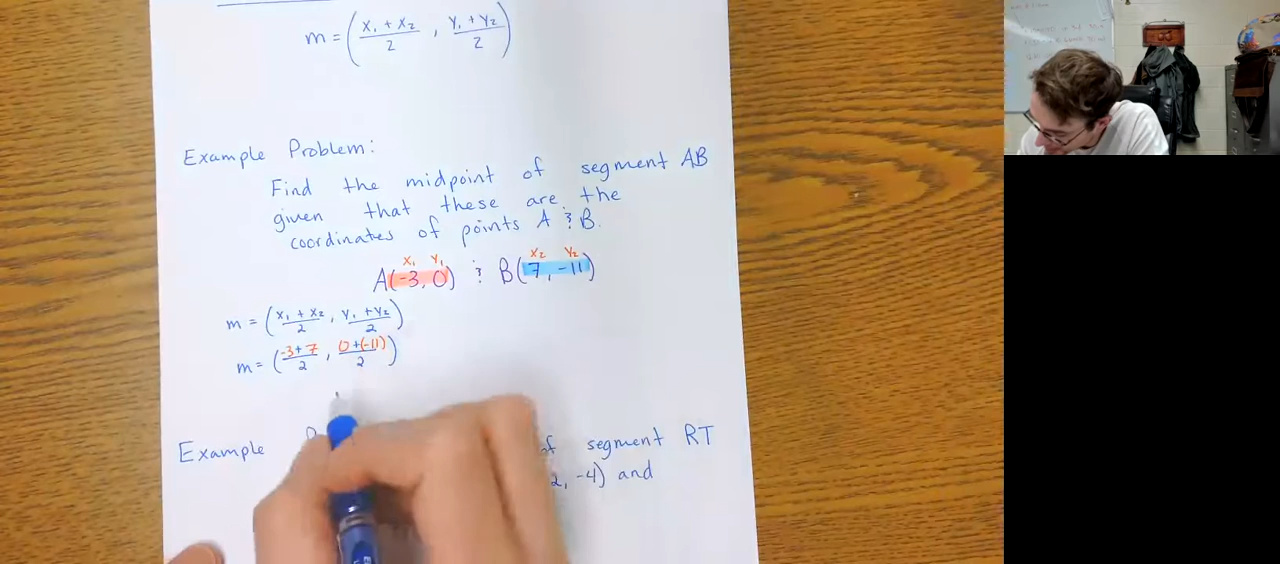 m = (x₁ + x₂ / 2 , y₁ + y₂ / 2)
Example Problem:
Find the midpoint of segment AB
given that these are the
coordinates of points A & B.
x₁ y₁ x₂ y₂
A(-3, 0) & B(7, -11)
m = (x₁ + x₂ / 2 , y₁ + y₂ / 2)
m = (-3+7 / 2 , 0+(-11) / 2)
Example of segment RT
2, -4) and